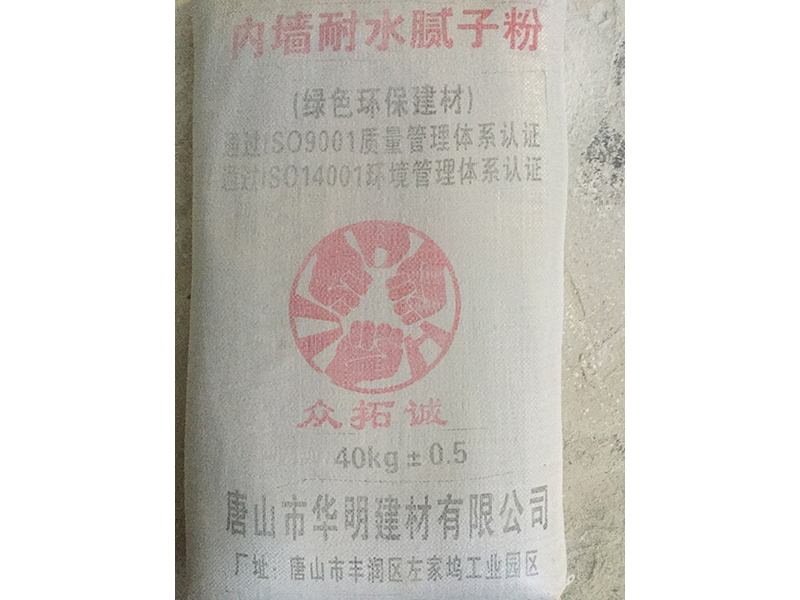 内墙耐水腻子粉
(绿色环保建材)
通过ISO9001质量管理体系认证
通过ISO14001环境管理体系认证
众拓诚
40kg±0.5
唐山市华明建材有限公司
厂址：唐山市丰润区左家坞工业园区